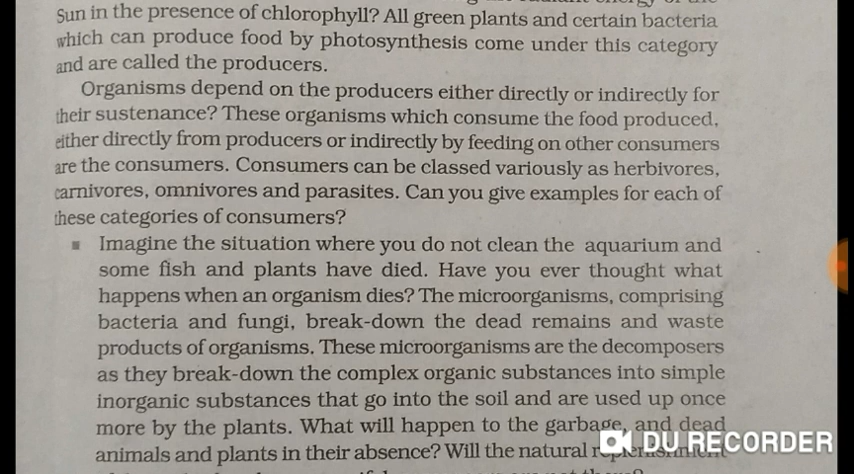 Sun in the presence of chlorophyll? All green plants and certain bacteria
which can produce food by photosynthesis come under this category
and are called the producers.
Organisms depend on the producers either directly or indirectly for
their sustenance? These organisms which consume the food produced,
either directly from producers or indirectly by feeding on other consumers
are the consumers. Consumers can be classed variously as herbivores,
carnivores, omnivores and parasites. Can you give examples for each of
these categories of consumers?
▪ Imagine the situation where you do not clean the aquarium and
some fish and plants have died. Have you ever thought what
happens when an organism dies? The microorganisms, comprising
bacteria and fungi, break-down the dead remains and waste
products of organisms. These microorganisms are the decomposers
as they break-down the complex organic substances into simple
inorganic substances that go into the soil and are used up once
more by the plants. What will happen to the garbage, and dead
animals and plants in their absence? Will the natural
DU RECORDER